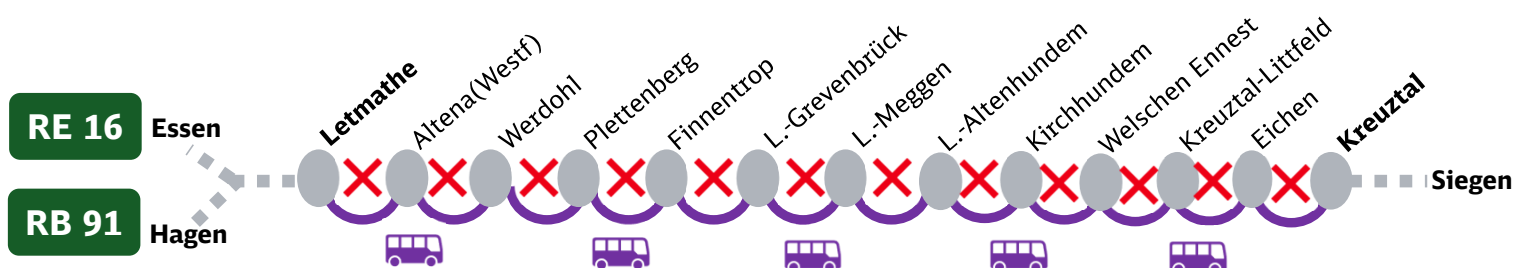 RE 16
Essen
RB 91
Hagen
Letmathe
Altena(Westf)
Werdohl
Plettenberg
Finnentrop
L.-Grevenbrück
L.-Meggen
L.-Altenhundem
Kirchhundem
Welschen Ennest
Kreuztal-Littfeld
Eichen
Kreuztal
Siegen